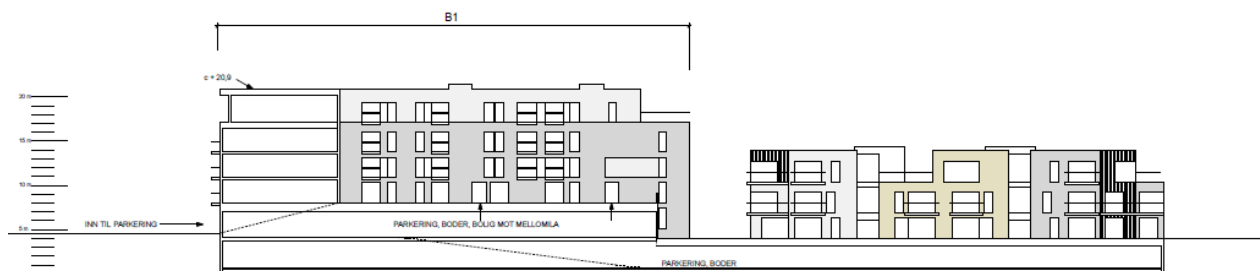 B1
c + 20,9
20 m
15 m
10 m
5 m
INN TIL PARKERING
PARKERING, BODER, BOLIG MOT MELLOMILA
PARKERING, BODER